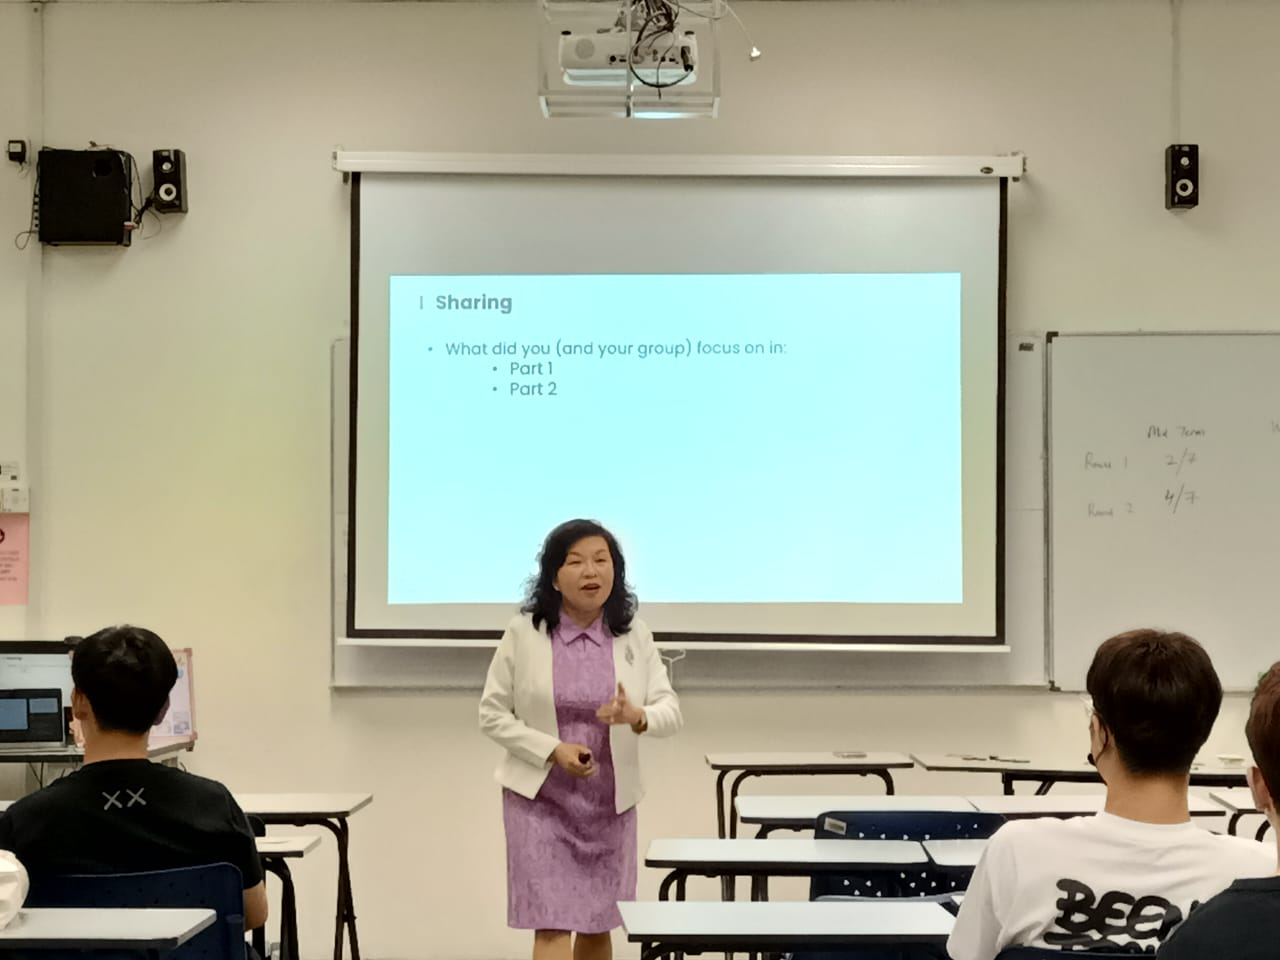 Sharing
• What did you (and your group) focus on in:
• Part 1
• Part 2
Mid Term
Round 1 2/7
Round 2 4/7
XX
BEEN